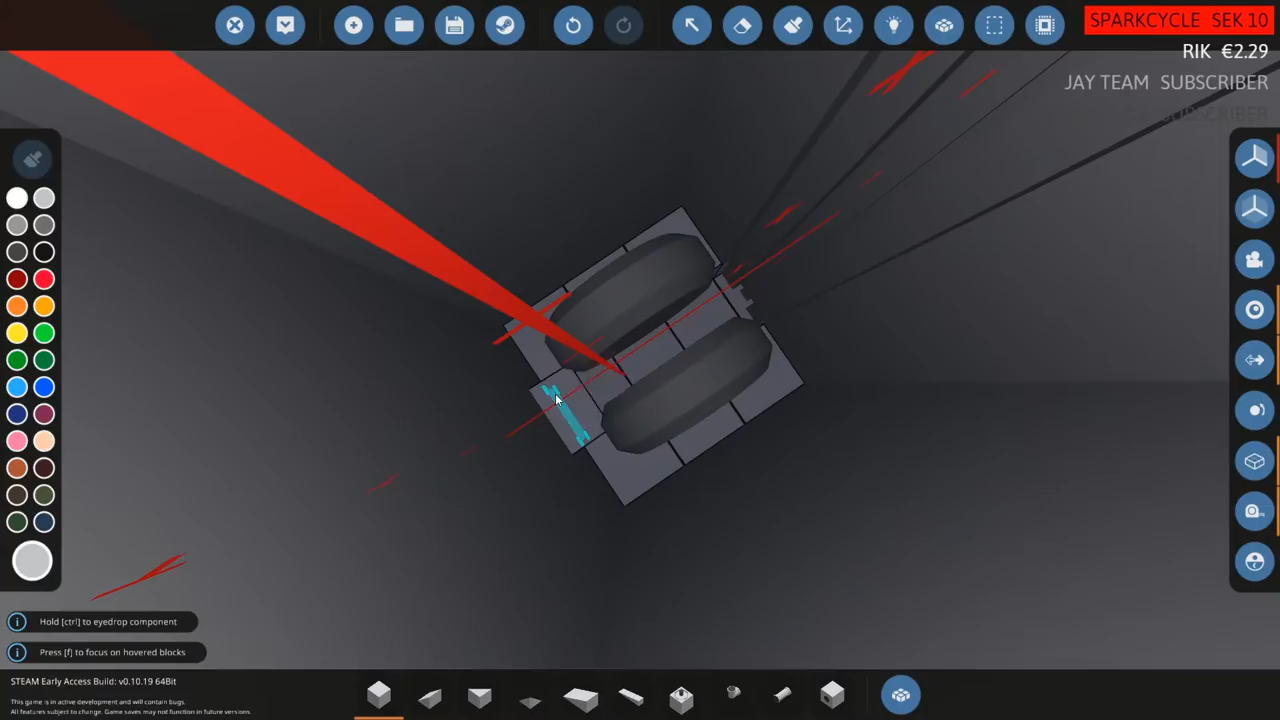 SPARKCYCLE SEK 10
RIK €2.29
JAY TEAM SUBSCRIBER
SUBSCRIBER
Hold [ctrl] to eyedrop component
Press [f] to focus on hovered blocks
STEAM Early Access Build: v0.10.19 64Bit
This game is in active development and will contain bugs.
All features subject to change. Game saves may not function in future versions.